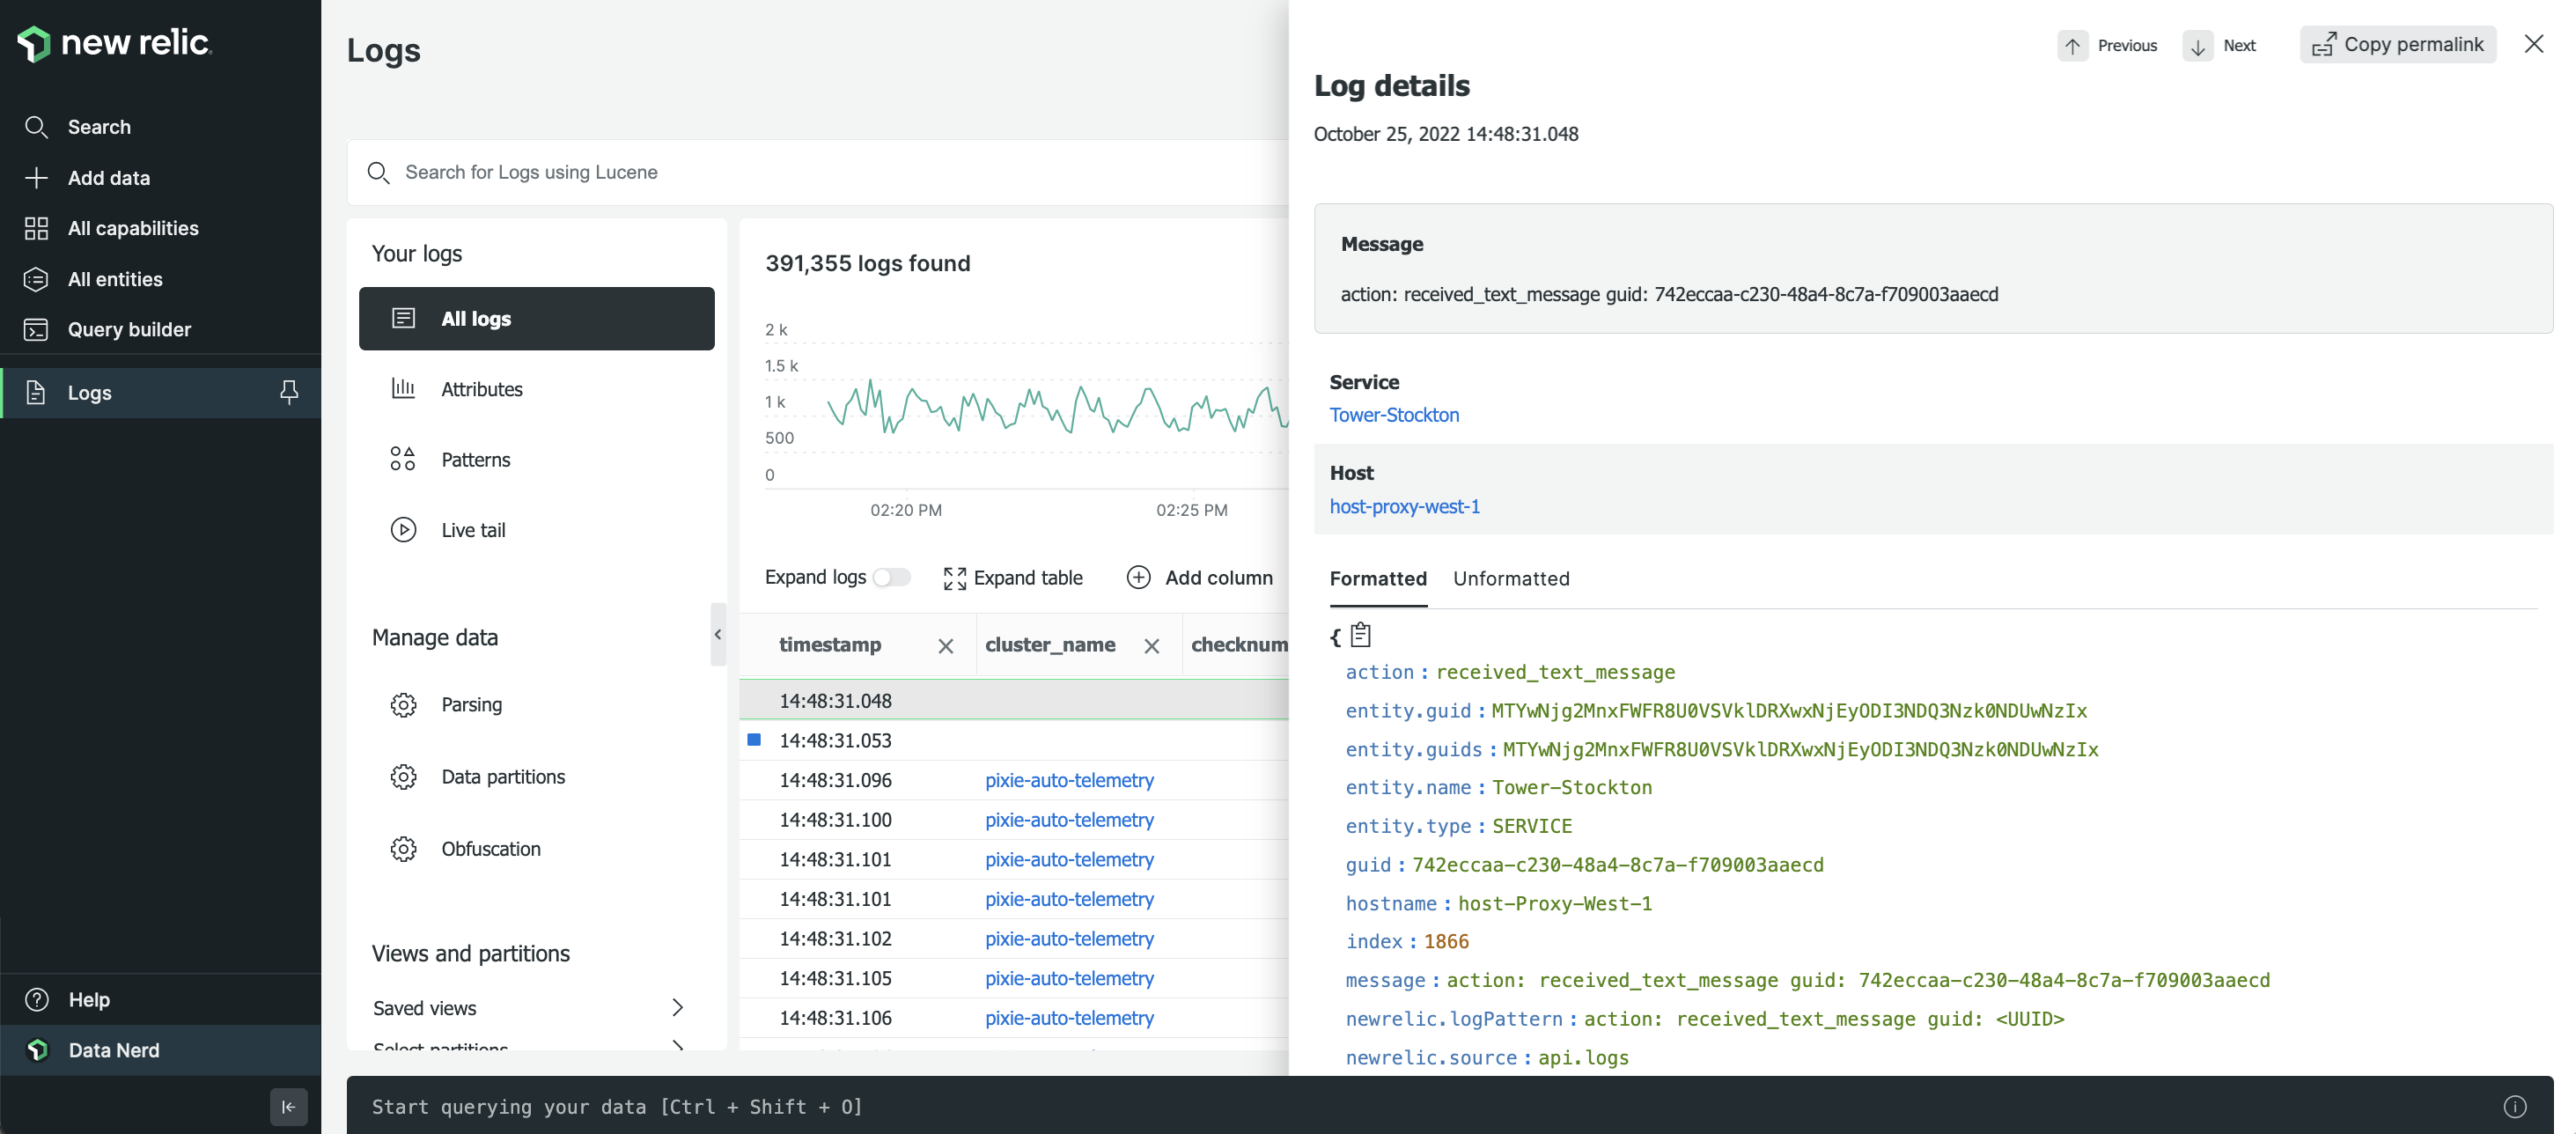 new relic
Search
Add data
All capabilities
All entities
Query builder
Logs
Help
Data Nerd
Logs
Search for Logs using Lucene
Your logs
All logs
Attributes
Patterns
Live tail
Manage data
Parsing
Data partitions
Obfuscation
Views and partitions
Saved views
Select partitions
391,355 logs found
2 k
1.5 k
1 k
500
0
02:20 PM 02:25 PM
Expand logs Expand table Add column
timestamp cluster_name checknum
14:48:31.048
14:48:31.053
14:48:31.096 pixie-auto-telemetry
14:48:31.100 pixie-auto-telemetry
14:48:31.101 pixie-auto-telemetry
14:48:31.101 pixie-auto-telemetry
14:48:31.102 pixie-auto-telemetry
14:48:31.105 pixie-auto-telemetry
14:48:31.106 pixie-auto-telemetry
Previous Next Copy permalink
Log details
October 25, 2022 14:48:31.048
Message
action: received_text_message guid: 742eccaa-c230-48a4-8c7a-f709003aaecd
Service
Tower-Stockton
Host
host-proxy-west-1
Formatted Unformatted
{
action : received_text_message
entity.guid : MTYwNjg2MnxFWFR8U0VSVklDRXwxNjEyODI3NDQ3Nzk0NDUwNzIx
entity.guids : MTYwNjg2MnxFWFR8U0VSVklDRXwxNjEyODI3NDQ3Nzk0NDUwNzIx
entity.name : Tower-Stockton
entity.type : SERVICE
guid : 742eccaa-c230-48a4-8c7a-f709003aaecd
hostname : host-Proxy-West-1
index : 1866
message : action: received_text_message guid: 742eccaa-c230-48a4-8c7a-f709003aaecd
newrelic.logPattern : action: received_text_message guid: <UUID>
newrelic.source : api.logs
Start querying your data [Ctrl + Shift + O]